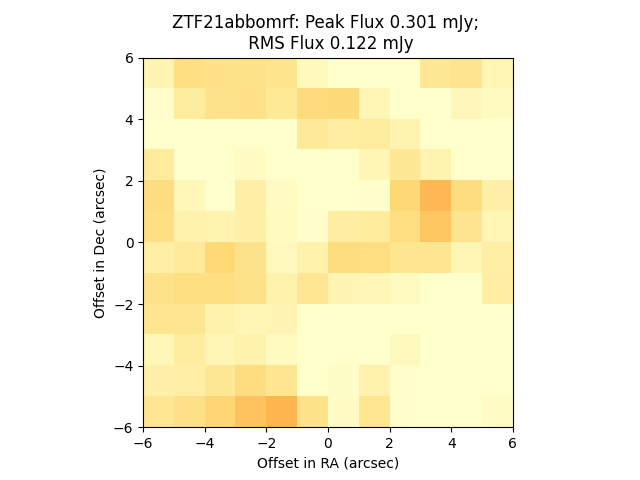 ZTF21abbomrf: Peak Flux 0.301 mJy;
RMS Flux 0.122 mJy
6
4
2
0
−2
−4
−6
Offset in Dec (arcsec)
−6 −4 −2 0 2 4 6
Offset in RA (arcsec)